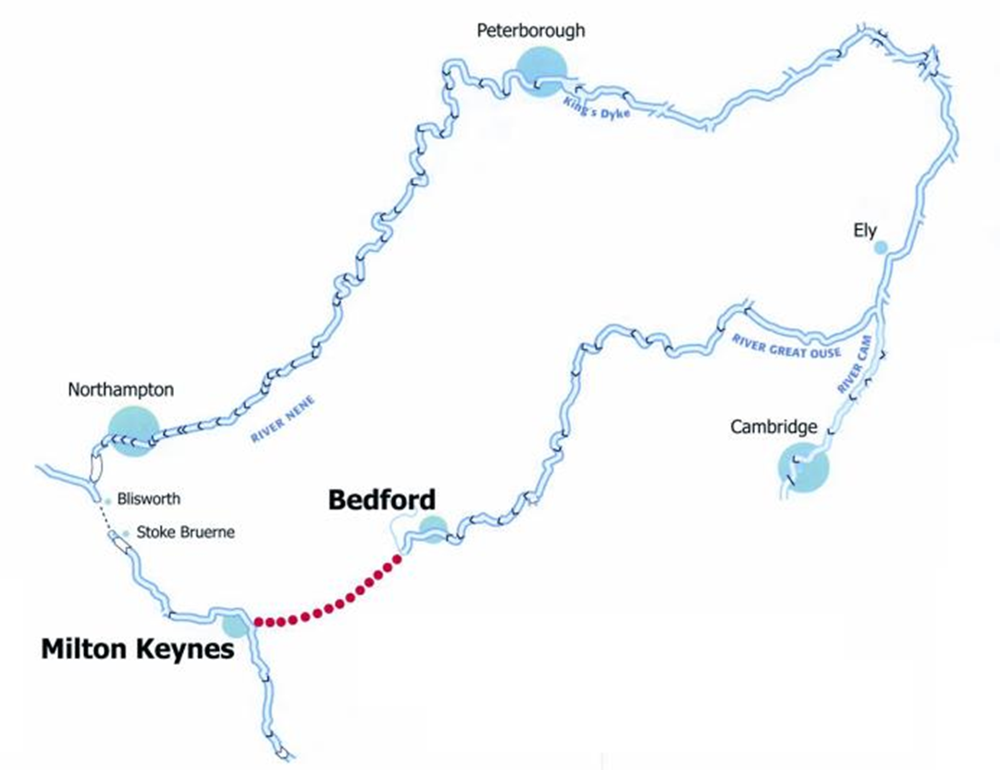 Peterborough
King's Dyke
Ely
RIVER GREAT OUSE
RIVER CAM
Northampton
RIVER NENE
Cambridge
Blisworth
Bedford
Stoke Bruerne
Milton Keynes